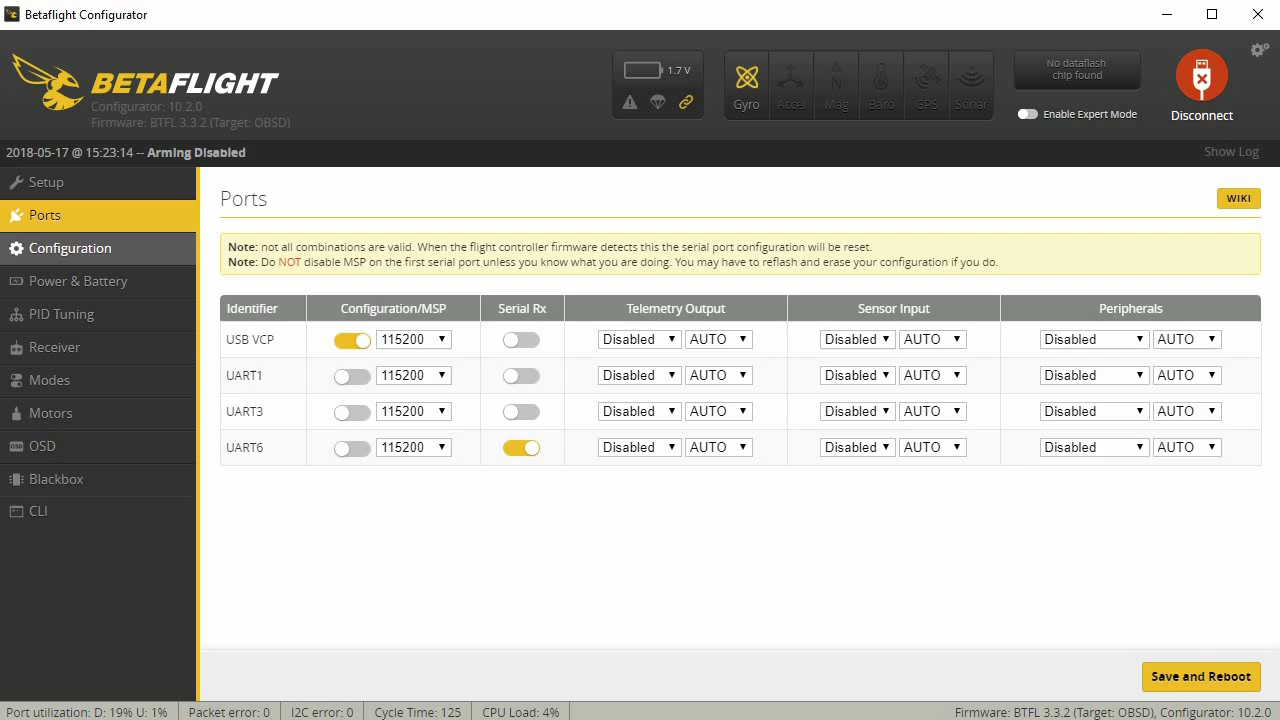 Betaflight Configurator
BETAFLIGHT
Configurator: 10.2.0
Firmware: BTFL 3.3.2 (Target: OBSD)
1.7 V
Gyro Accel Mag Baro GPS Sonar
No dataflash
chip found
Enable Expert Mode
Disconnect
2018-05-17 @ 15:23:14 -- Arming Disabled
Show Log
Setup
Ports
Configuration
Power & Battery
PID Tuning
Receiver
Modes
Motors
OSD OSD
Blackbox
CLI
Ports
WIKI
Note: not all combinations are valid. When the flight controller firmware detects this the serial port configuration will be reset.
Note: Do NOT disable MSP on the first serial port unless you know what you are doing. You may have to reflash and erase your configuration if you do.
Identifier Configuration/MSP Serial Rx Telemetry Output Sensor Input Peripherals
USB VCP 115200 Disabled AUTO Disabled AUTO Disabled AUTO
UART1 115200 Disabled AUTO Disabled AUTO Disabled AUTO
UART3 115200 Disabled AUTO Disabled AUTO Disabled AUTO
UART6 115200 Disabled AUTO Disabled AUTO Disabled AUTO
Save and Reboot
Port utilization: D: 19% U: 1% Packet error: 0 I2C error: 0 Cycle Time: 125 CPU Load: 4% Firmware: BTFL 3.3.2 (Target: OBSD), Configurator: 10.2.0